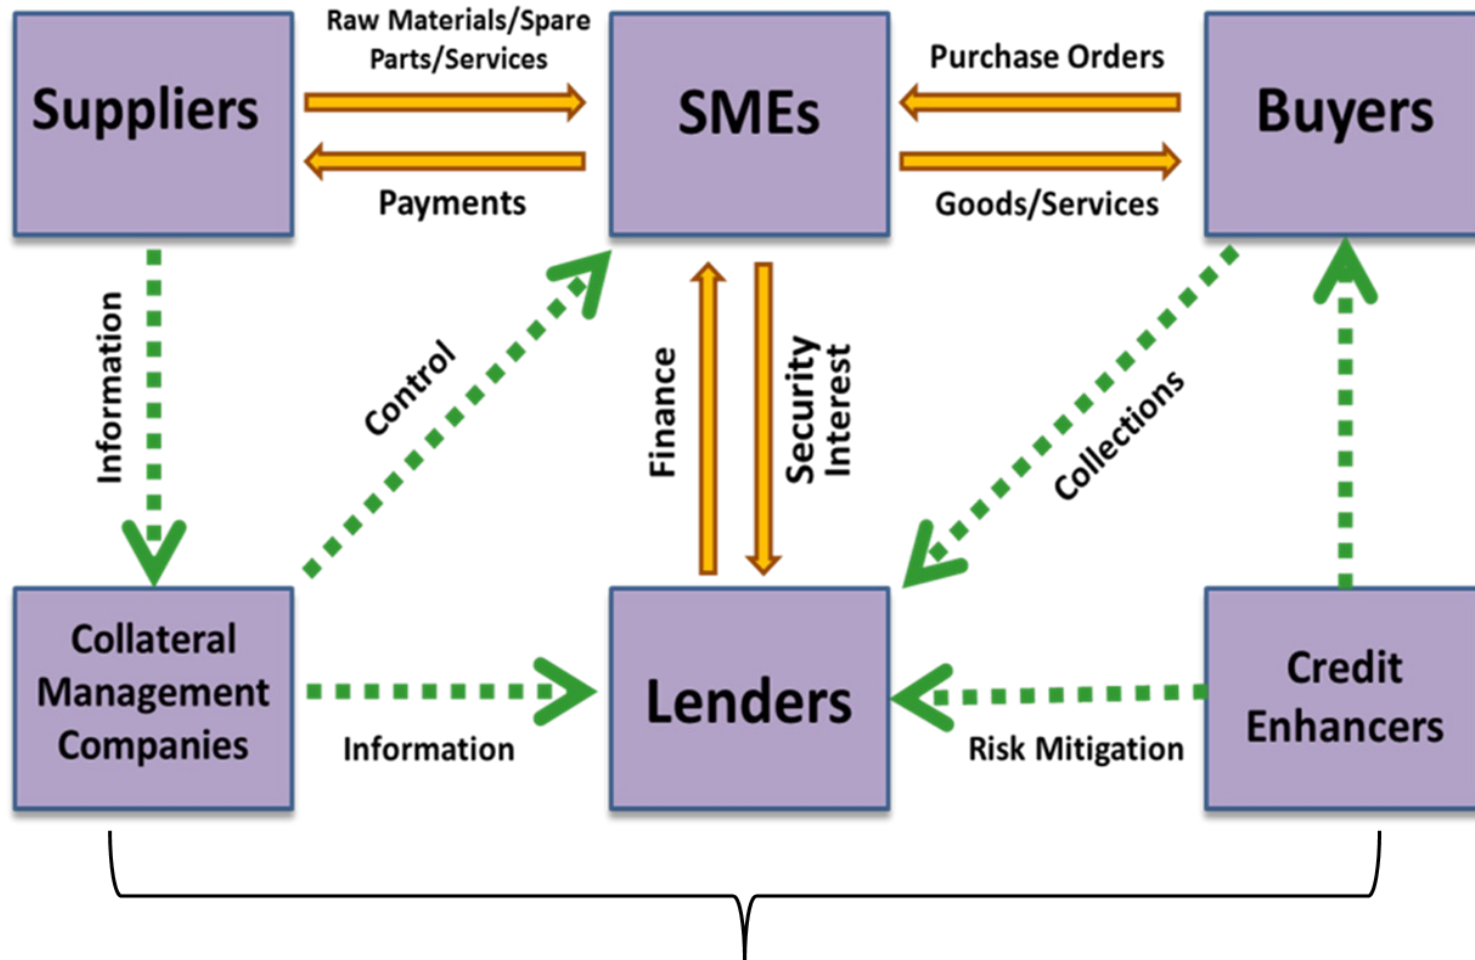 Raw Materials/Spare
Parts/Services
Suppliers
SMEs
Purchase Orders
Buyers
Payments
Goods/Services
Information
Control
Finance
Security
Interest
Collections
Collateral
Management
Companies
Information
Lenders
Risk Mitigation
Credit
Enhancers